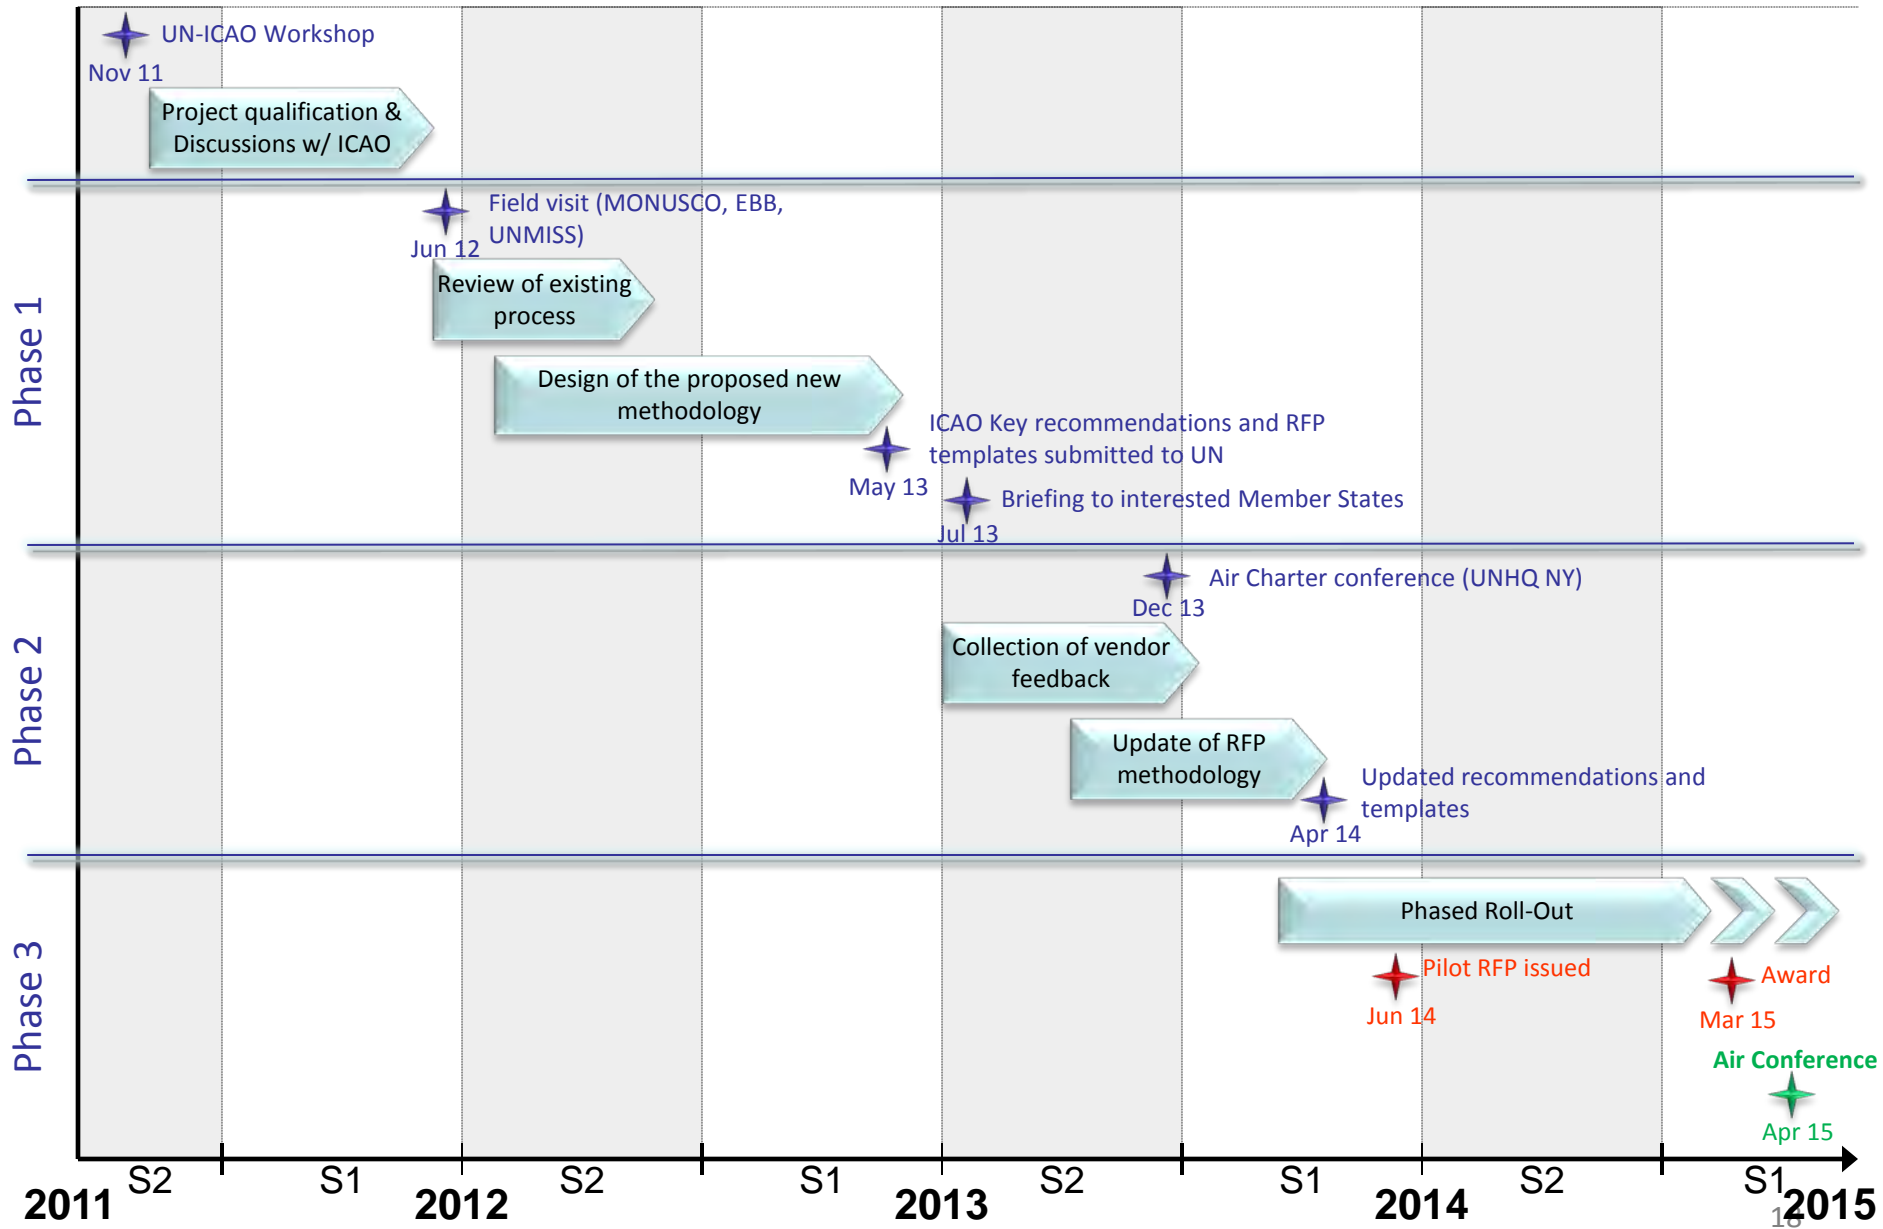 UN-ICAO Workshop
Nov 11
Project qualification &
Discussions w/ ICAO
Phase 1
Field visit (MONUSCO, EBB,
UNMISS)
Jun 12
Review of existing
process
Design of the proposed new
methodology
ICAO Key recommendations and RFP
templates submitted to UN
May 13
Briefing to interested Member States
Jul 13
Phase 2
Air Charter conference (UNHQ NY)
Dec 13
Collection of vendor
feedback
Update of RFP
methodology
Updated recommendations and
templates
Apr 14
Phase 3
Phased Roll-Out
Pilot RFP issued
Jun 14
Award
Mar 15
Air Conference
Apr 15
S2 S1 S2 S1 S2 S1 S2 S1
2011 2012 2013 2014 2015